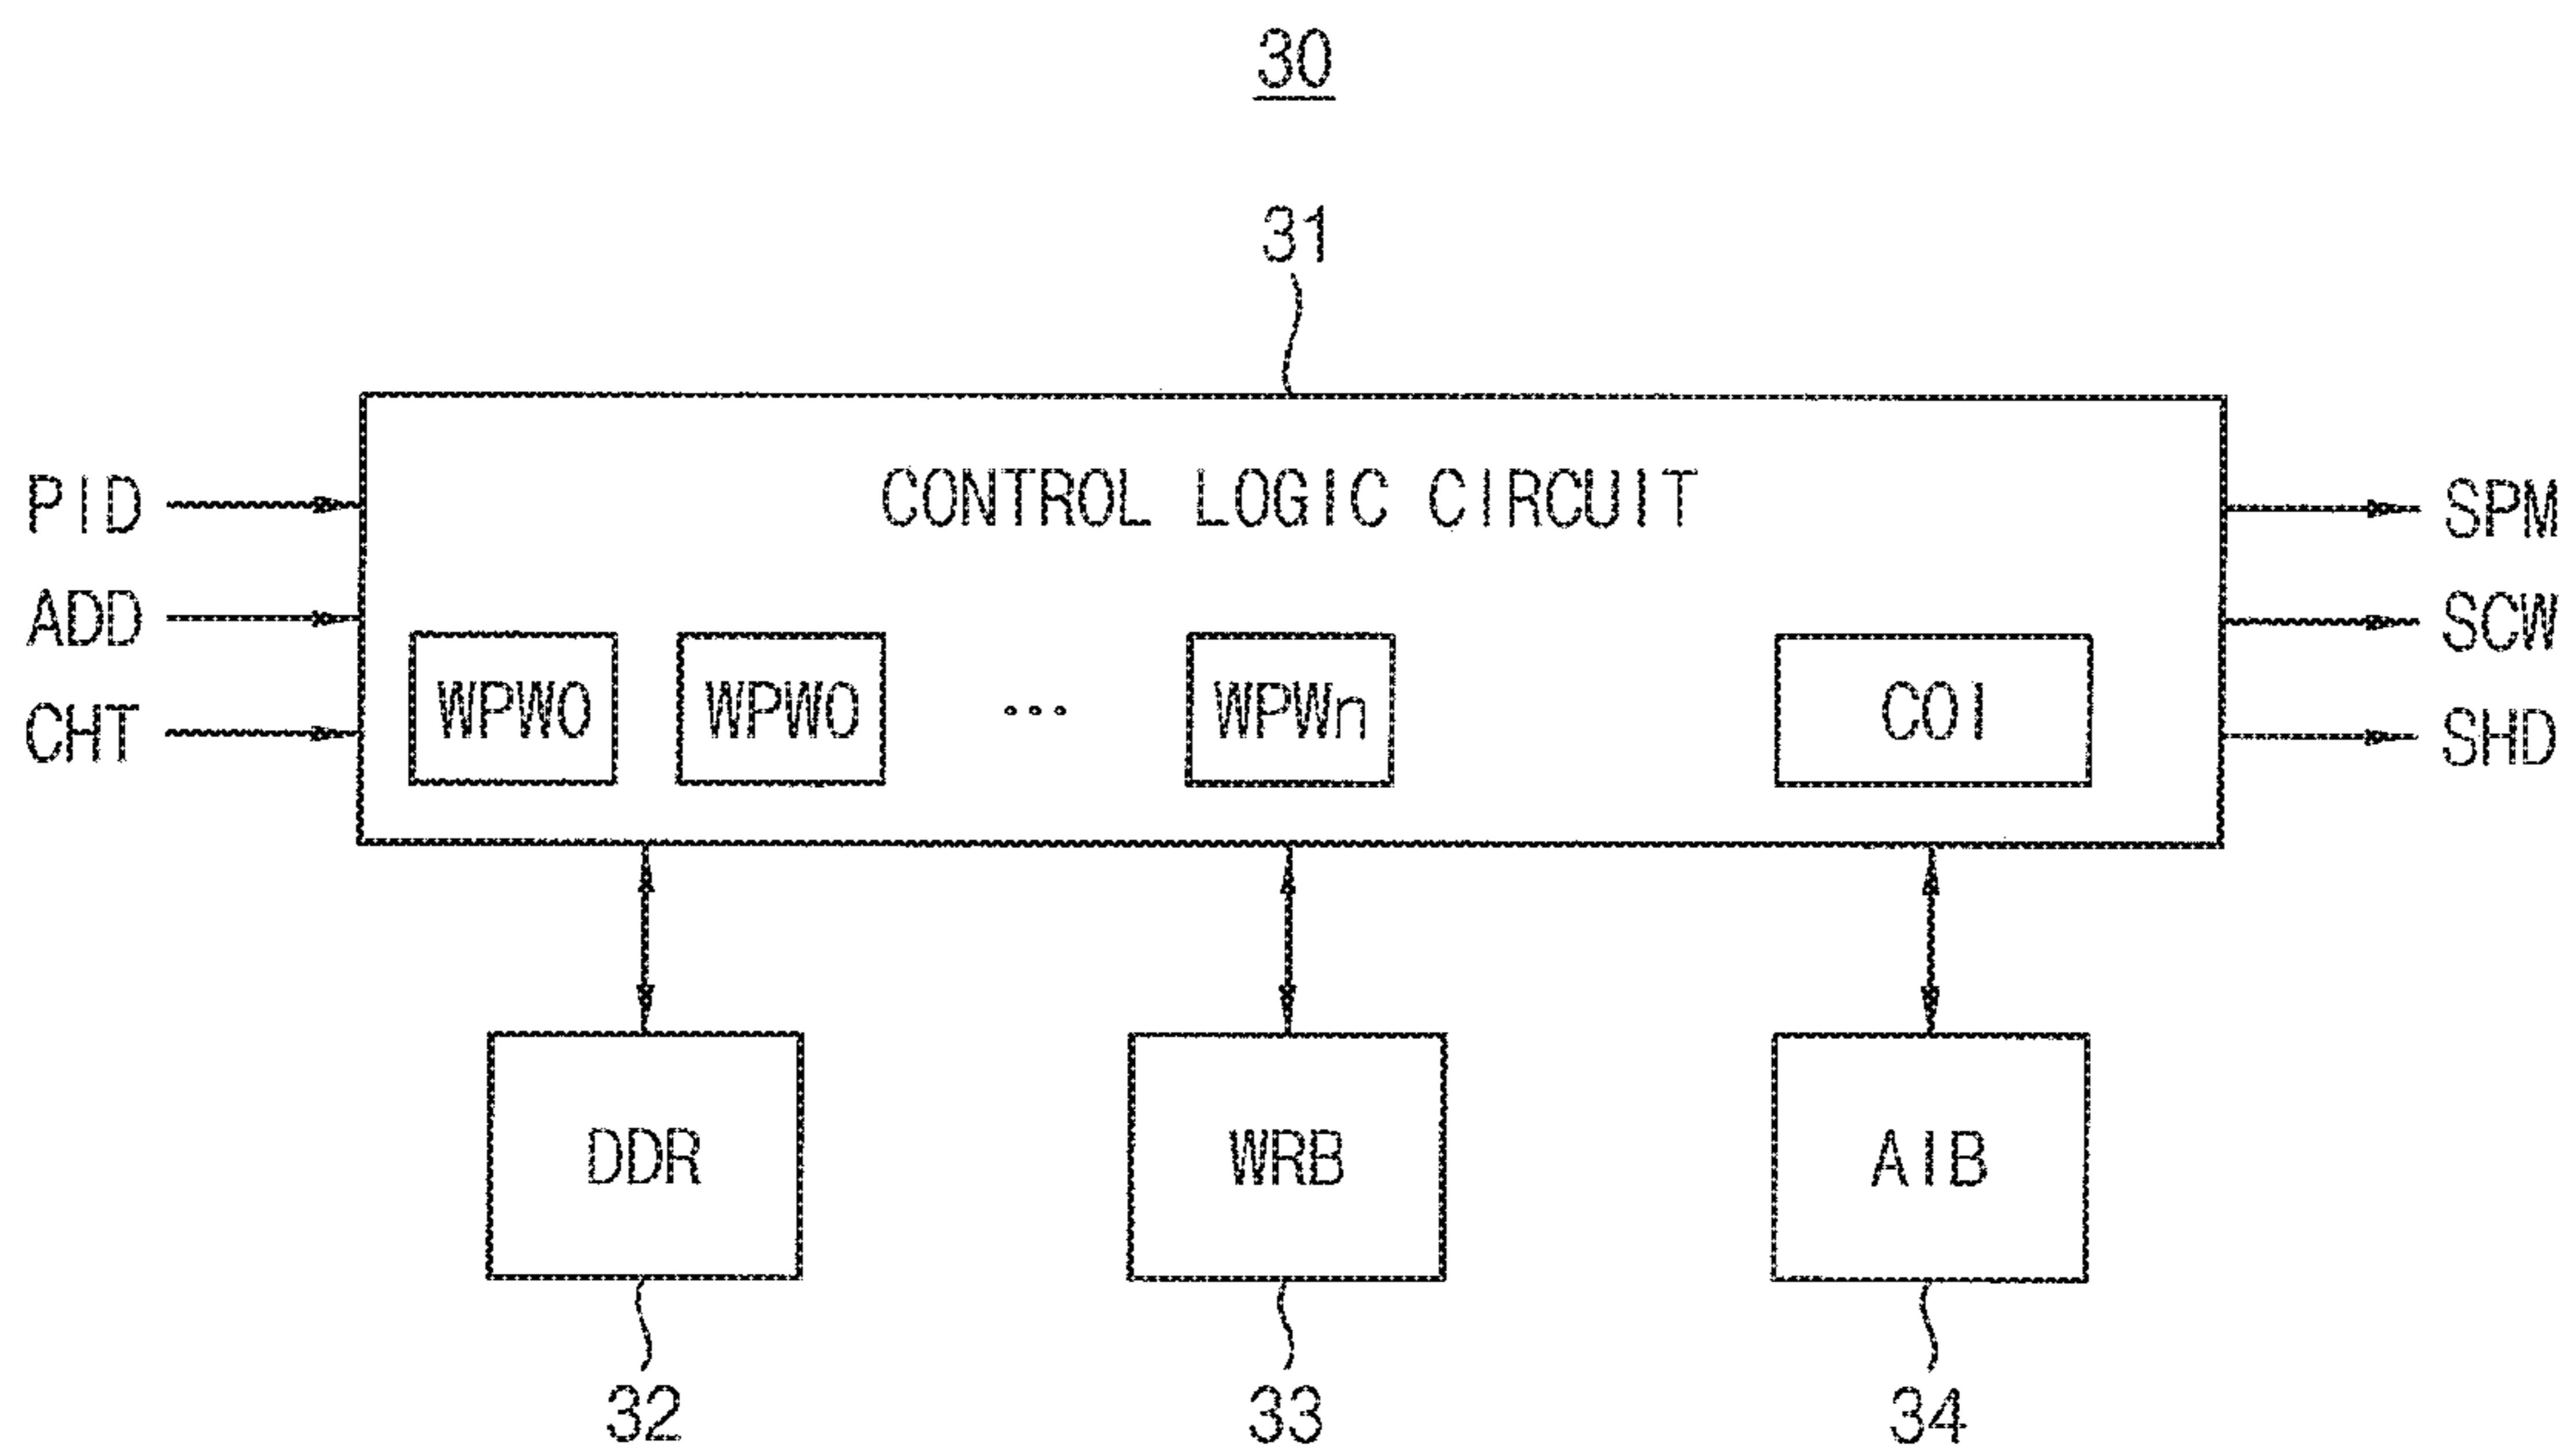 30
31
CONTROL LOGIC CIRCUIT
PID
ADD
CHT
WPW0 WPW0 ... WPWn COI
SPM
SCW
SHD
DDR WRB AIB
32 33 34